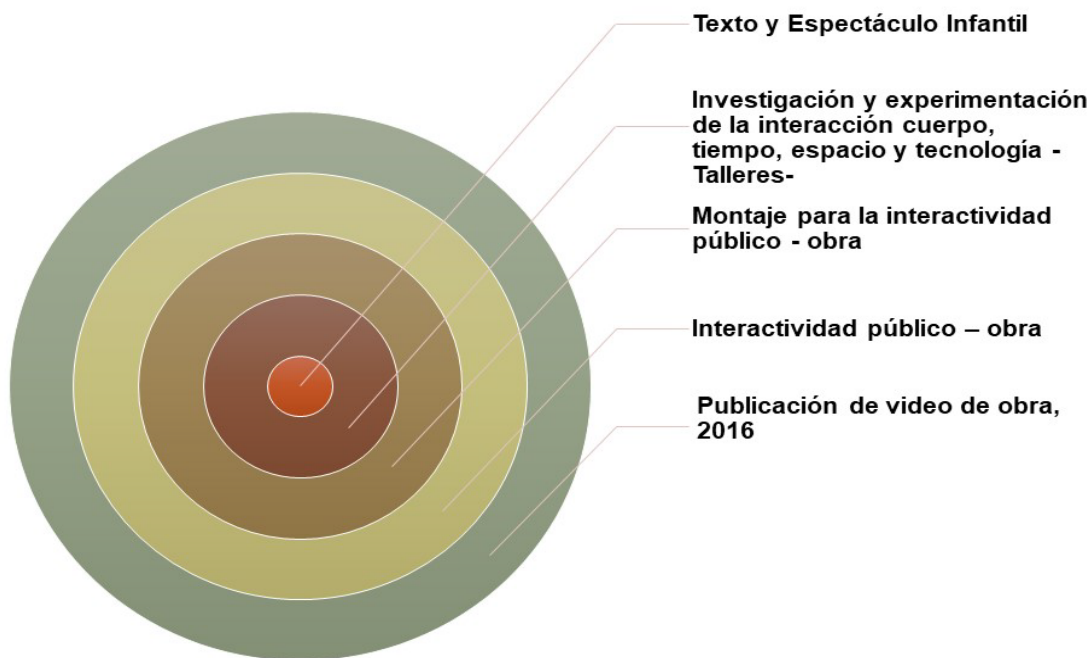 Texto y Espectáculo Infantil
Investigación y experimentación
de la interacción cuerpo,
tiempo, espacio y tecnología -
Talleres-
Montaje para la interactividad
público - obra
Interactividad público – obra
Publicación de video de obra,
2016